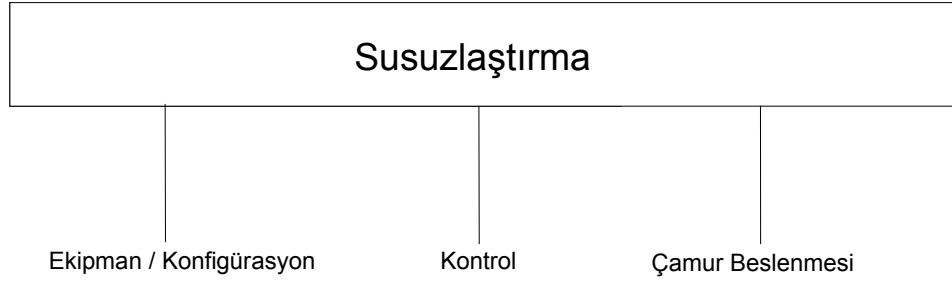 Susuzlaştırma
Ekipman / Konfigürasyon Kontrol Çamur Beslenmesi